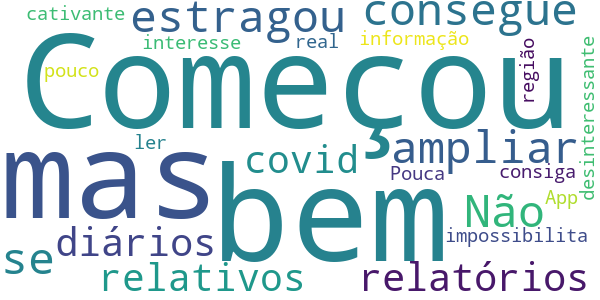 cativante
estragou
consegue
interesse
real
informação
Começou
pouco
região
desinteressante
ler
mas
bem
covid
ampliar
Pouca
consiga
App
Não
diários
impossibilita
se
relativos
relatórios